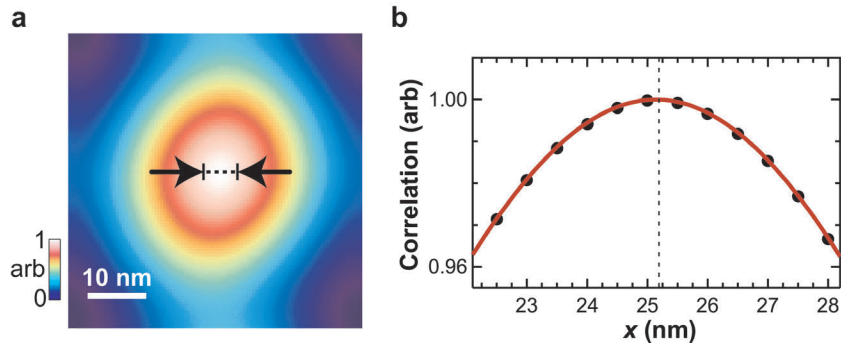 a
1
arb
0
10 nm
b
Correlation (arb)
1.00
0.96
23 24 25 26 27 28
x (nm)